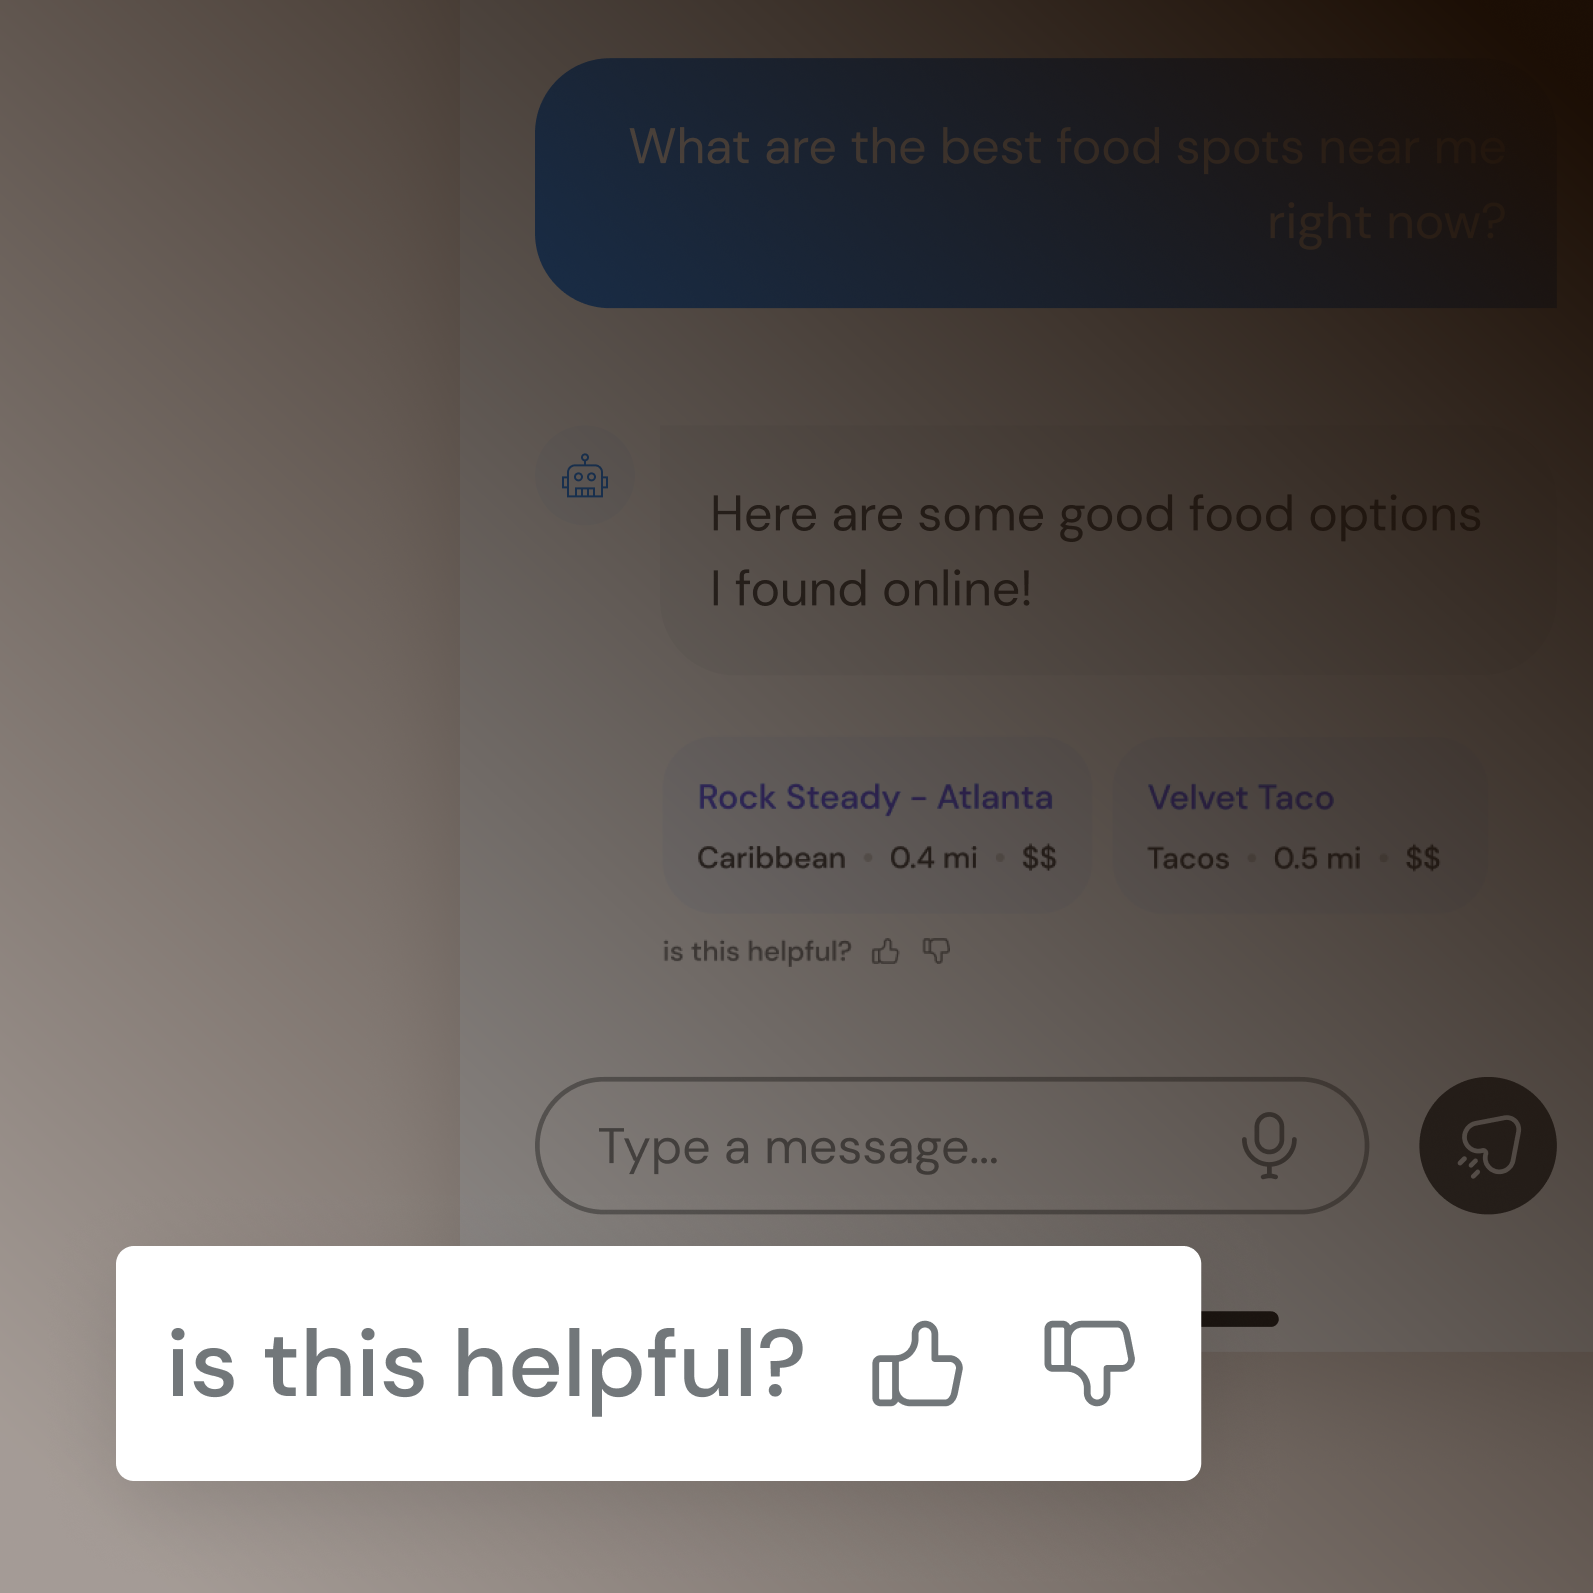 What are the best food spots near me
right now?
Here are some good food options
I found online!
Rock Steady - Atlanta
Caribbean • 0.4 mi • $$
Velvet Taco
Tacos • 0.5 mi • $$
is this helpful?
Type a message...
is this helpful?